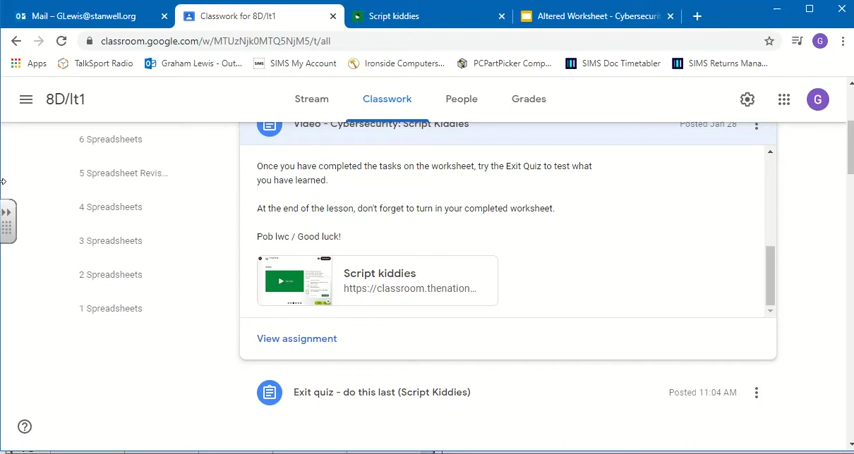 Mail – GLewis@stanwell.org
Classwork for 8D/It1
Script kiddies
Altered Worksheet - Cybersecuri
classroom.google.com/w/MTUzNjk0MTQ5NjM5/t/all
G
Apps
TalkSport Radio
Graham Lewis - Out...
SIMS My Account
Ironside Computers...
PCPartPicker Comp...
SIMS Doc Timetabler
SIMS Returns Mana...
8D/It1
Stream
Classwork
People
Grades
G
Video - Cybersecurity: Script Kiddies
Posted Jan 28
6 Spreadsheets
5 Spreadsheet Revis...
4 Spreadsheets
3 Spreadsheets
2 Spreadsheets
1 Spreadsheets
Once you have completed the tasks on the worksheet, try the Exit Quiz to test what
you have learned.
At the end of the lesson, don't forget to turn in your completed worksheet.
Pob lwc / Good luck!
Script kiddies
https://classroom.thenation...
View assignment
Exit quiz - do this last (Script Kiddies)
Posted 11:04 AM